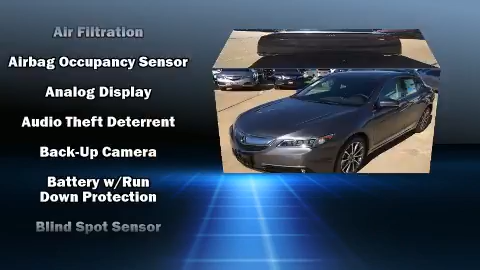 Air Filtration
Airbag Occupancy Sensor
Analog Display
Audio Theft Deterrent
Back-Up Camera
Battery w/Run
Down Protection
Blind Spot Sensor